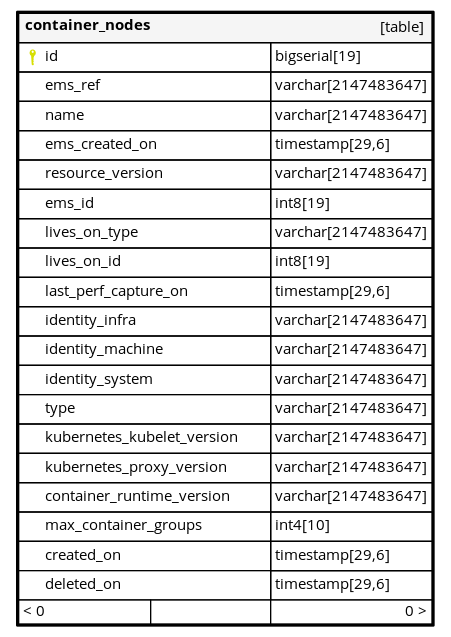 container_nodes [table]
id bigserial[19]
ems_ref varchar[2147483647]
name varchar[2147483647]
ems_created_on timestamp[29,6]
resource_version varchar[2147483647]
ems_id int8[19]
lives_on_type varchar[2147483647]
lives_on_id int8[19]
last_perf_capture_on timestamp[29,6]
identity_infra varchar[2147483647]
identity_machine varchar[2147483647]
identity_system varchar[2147483647]
type varchar[2147483647]
kubernetes_kubelet_version varchar[2147483647]
kubernetes_proxy_version varchar[2147483647]
container_runtime_version varchar[2147483647]
max_container_groups int4[10]
created_on timestamp[29,6]
deleted_on timestamp[29,6]
< 0 0 >